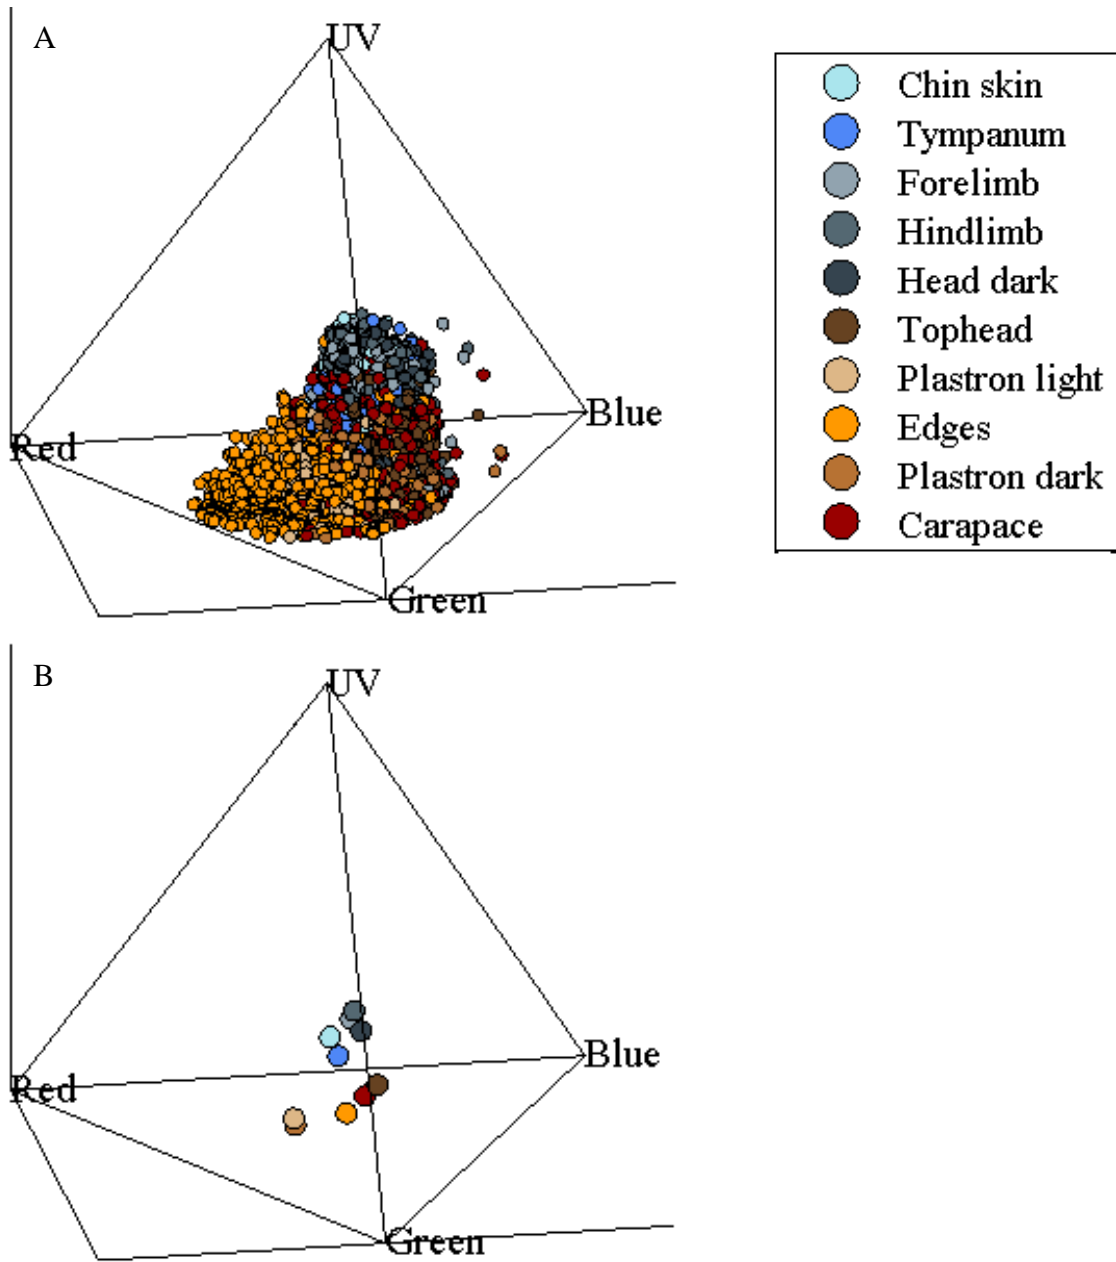 A
UV
Red
Blue
Green
Chin skin
Tympanum
Forelimb
Hindlimb
Head dark
Tophead
Plastron light
Edges
Plastron dark
Carapace
B
UV
Blue
Red
Green